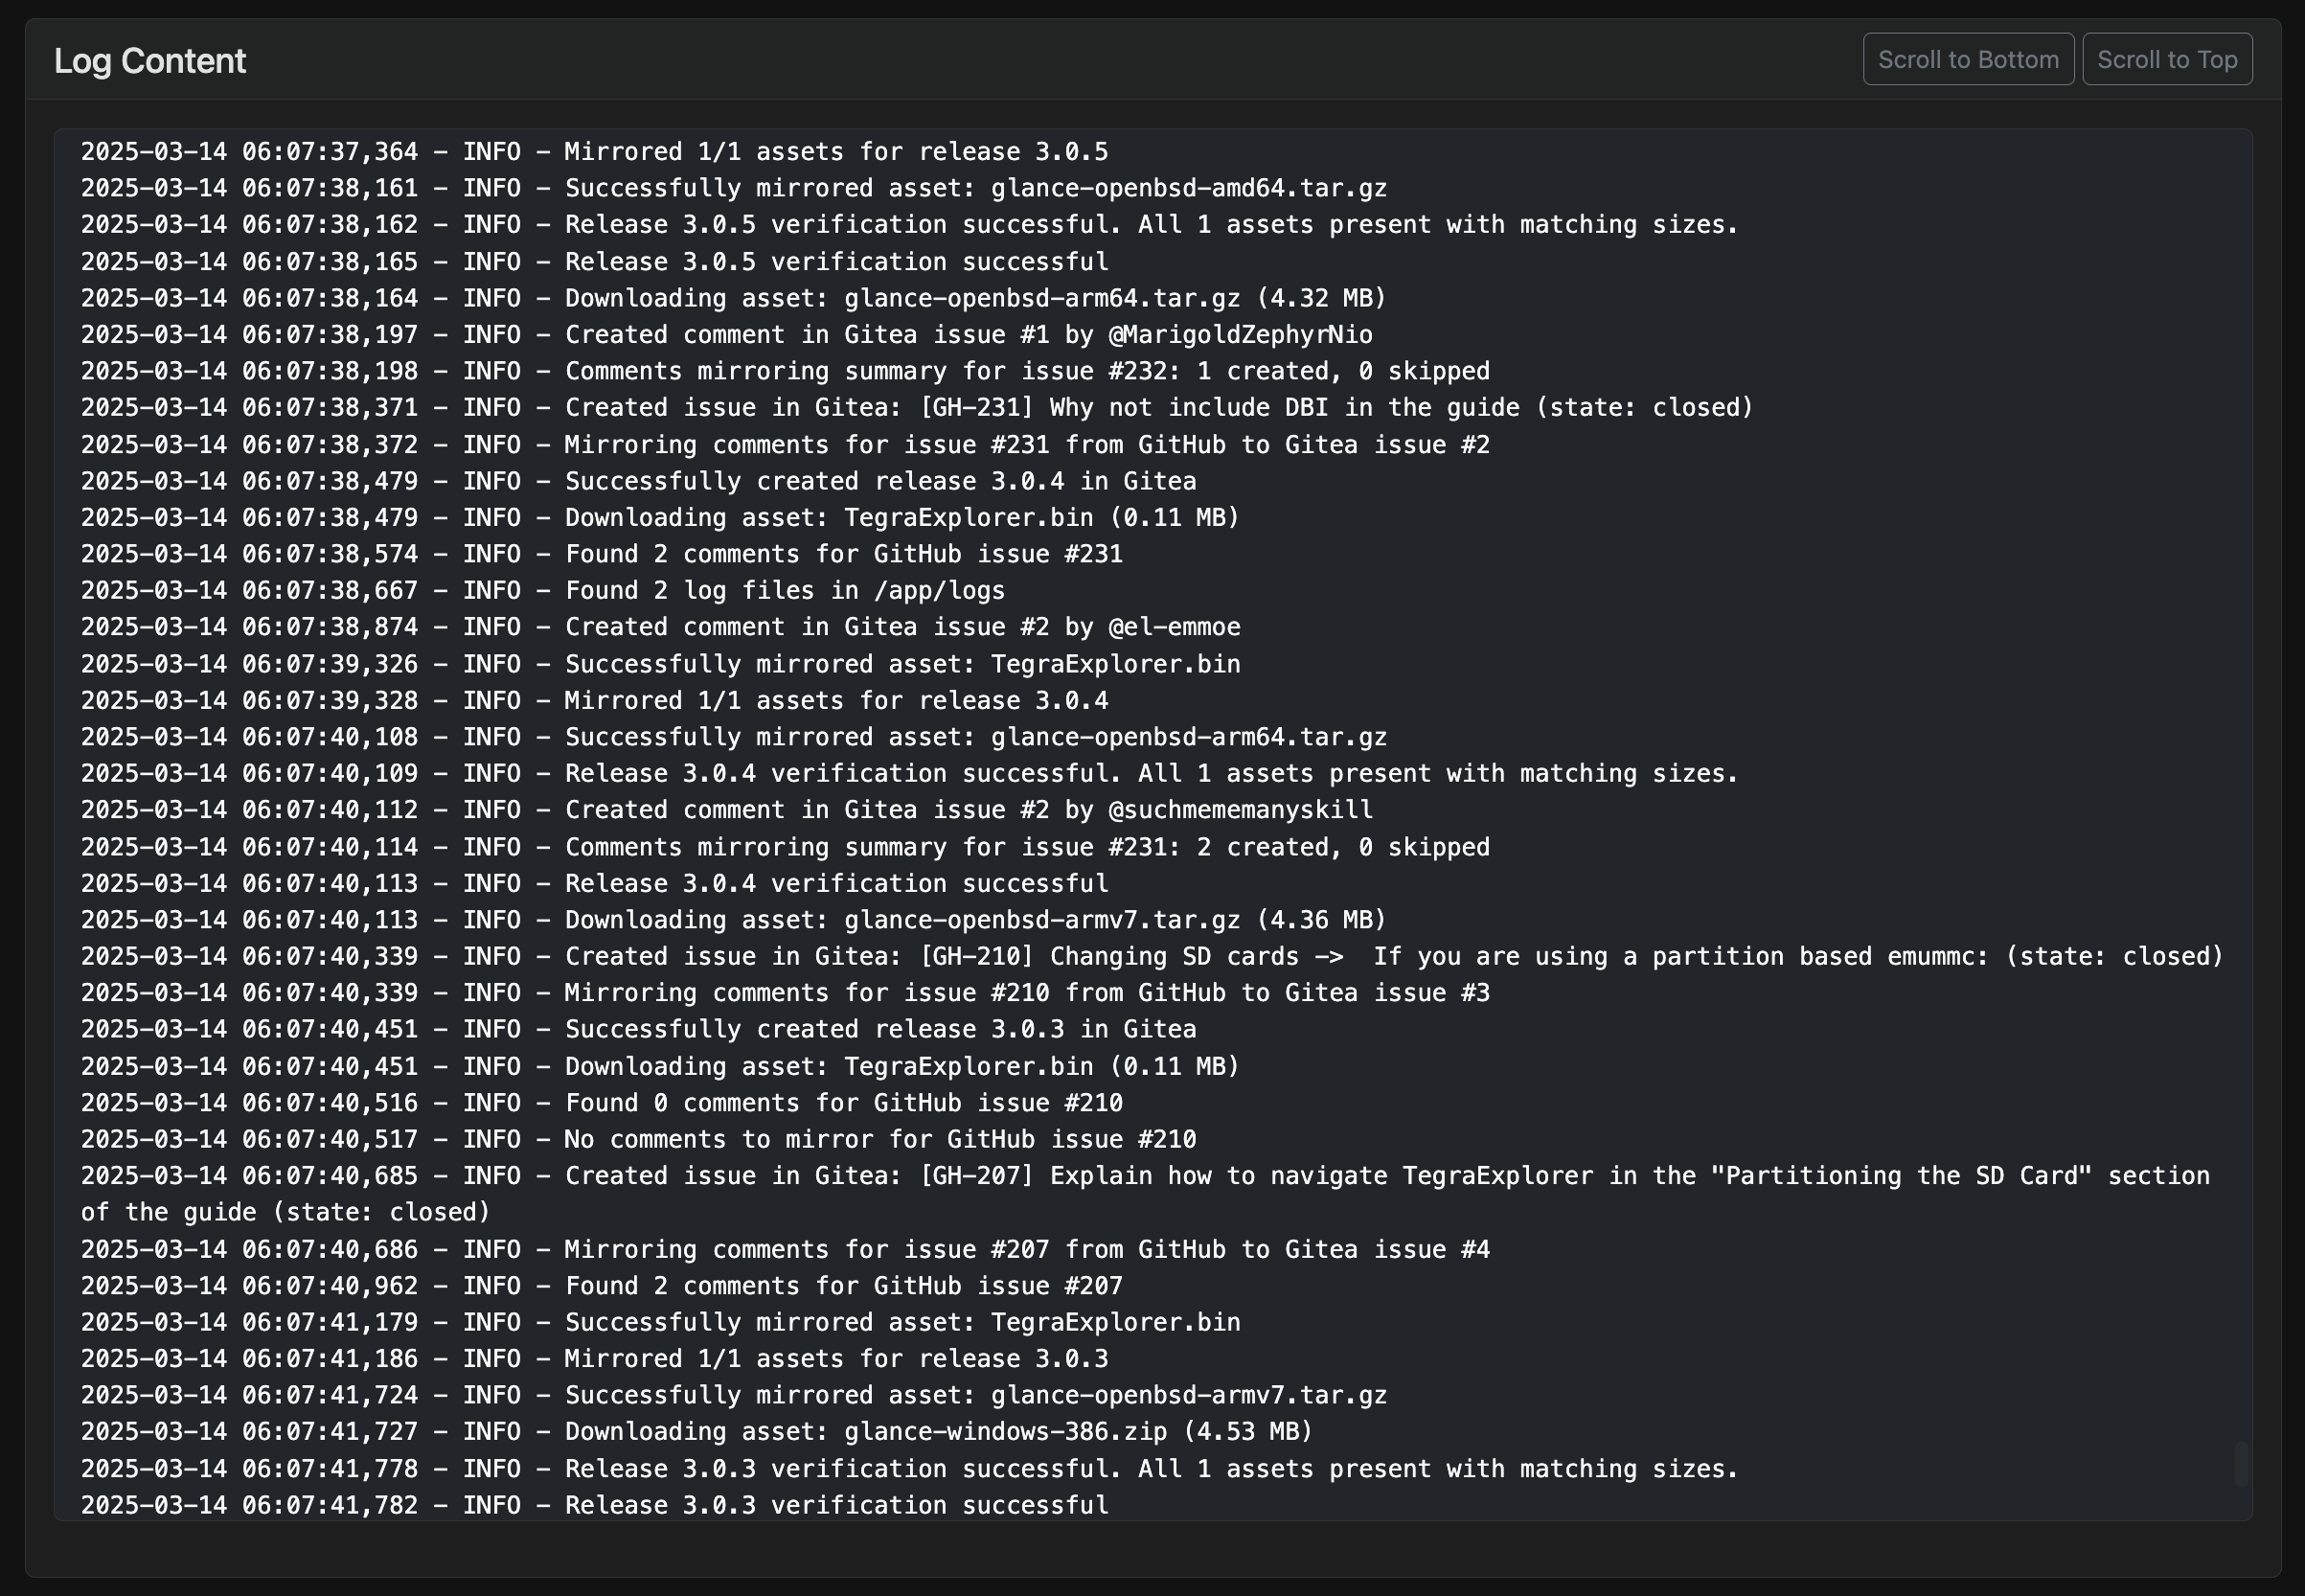 Log Content
Scroll to Bottom
Scroll to Top
2025-03-14 06:07:37,364 - INFO - Mirrored 1/1 assets for release 3.0.5
2025-03-14 06:07:38,161 - INFO - Successfully mirrored asset: glance-openbsd-amd64.tar.gz
2025-03-14 06:07:38,162 - INFO - Release 3.0.5 verification successful. All 1 assets present with matching sizes.
2025-03-14 06:07:38,165 - INFO - Release 3.0.5 verification successful
2025-03-14 06:07:38,164 - INFO - Downloading asset: glance-openbsd-arm64.tar.gz (4.32 MB)
2025-03-14 06:07:38,197 - INFO - Created comment in Gitea issue #1 by @MarigoldZephyrNio
2025-03-14 06:07:38,198 - INFO - Comments mirroring summary for issue #232: 1 created, 0 skipped
2025-03-14 06:07:38,371 - INFO - Created issue in Gitea: [GH-231] Why not include DBI in the guide (state: closed)
2025-03-14 06:07:38,372 - INFO - Mirroring comments for issue #231 from GitHub to Gitea issue #2
2025-03-14 06:07:38,479 - INFO - Successfully created release 3.0.4 in Gitea
2025-03-14 06:07:38,479 - INFO - Downloading asset: TegraExplorer.bin (0.11 MB)
2025-03-14 06:07:38,574 - INFO - Found 2 comments for GitHub issue #231
2025-03-14 06:07:38,667 - INFO - Found 2 log files in /app/logs
2025-03-14 06:07:38,874 - INFO - Created comment in Gitea issue #2 by @el-emmoe
2025-03-14 06:07:39,326 - INFO - Successfully mirrored asset: TegraExplorer.bin
2025-03-14 06:07:39,328 - INFO - Mirrored 1/1 assets for release 3.0.4
2025-03-14 06:07:40,108 - INFO - Successfully mirrored asset: glance-openbsd-arm64.tar.gz
2025-03-14 06:07:40,109 - INFO - Release 3.0.4 verification successful. All 1 assets present with matching sizes.
2025-03-14 06:07:40,112 - INFO - Created comment in Gitea issue #2 by @suchmememanyskill
2025-03-14 06:07:40,114 - INFO - Comments mirroring summary for issue #231: 2 created, 0 skipped
2025-03-14 06:07:40,113 - INFO - Release 3.0.4 verification successful
2025-03-14 06:07:40,113 - INFO - Downloading asset: glance-openbsd-armv7.tar.gz (4.36 MB)
2025-03-14 06:07:40,339 - INFO - Created issue in Gitea: [GH-210] Changing SD cards ->  If you are using a partition based emummc: (state: closed)
2025-03-14 06:07:40,339 - INFO - Mirroring comments for issue #210 from GitHub to Gitea issue #3
2025-03-14 06:07:40,451 - INFO - Successfully created release 3.0.3 in Gitea
2025-03-14 06:07:40,451 - INFO - Downloading asset: TegraExplorer.bin (0.11 MB)
2025-03-14 06:07:40,516 - INFO - Found 0 comments for GitHub issue #210
2025-03-14 06:07:40,517 - INFO - No comments to mirror for GitHub issue #210
2025-03-14 06:07:40,685 - INFO - Created issue in Gitea: [GH-207] Explain how to navigate TegraExplorer in the "Partitioning the SD Card" section
of the guide (state: closed)
2025-03-14 06:07:40,686 - INFO - Mirroring comments for issue #207 from GitHub to Gitea issue #4
2025-03-14 06:07:40,962 - INFO - Found 2 comments for GitHub issue #207
2025-03-14 06:07:41,179 - INFO - Successfully mirrored asset: TegraExplorer.bin
2025-03-14 06:07:41,186 - INFO - Mirrored 1/1 assets for release 3.0.3
2025-03-14 06:07:41,724 - INFO - Successfully mirrored asset: glance-openbsd-armv7.tar.gz
2025-03-14 06:07:41,727 - INFO - Downloading asset: glance-windows-386.zip (4.53 MB)
2025-03-14 06:07:41,778 - INFO - Release 3.0.3 verification successful. All 1 assets present with matching sizes.
2025-03-14 06:07:41,782 - INFO - Release 3.0.3 verification successful